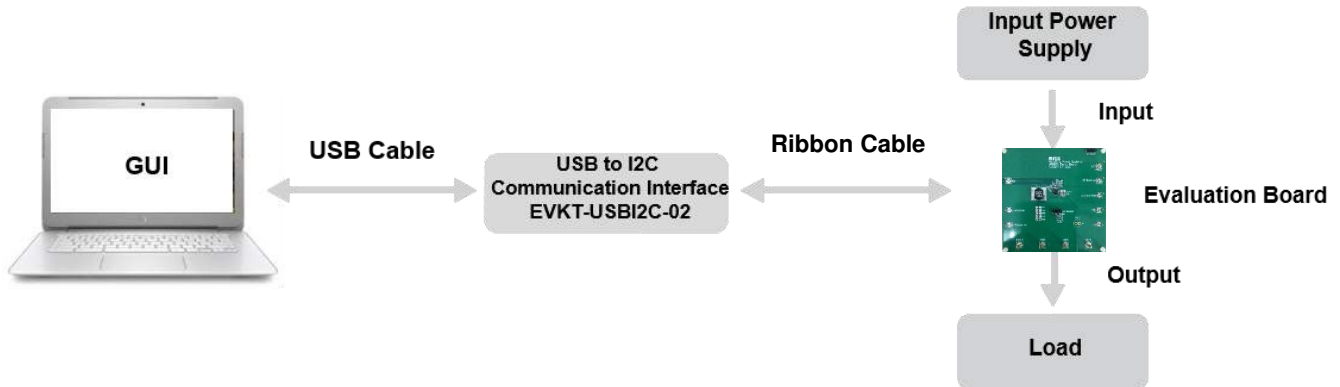 Input Power
Supply
Input
GUI
USB Cable
USB to I2C
Communication Interface
EVKT-USBI2C-02
Ribbon Cable
Evaluation Board
Output
Load